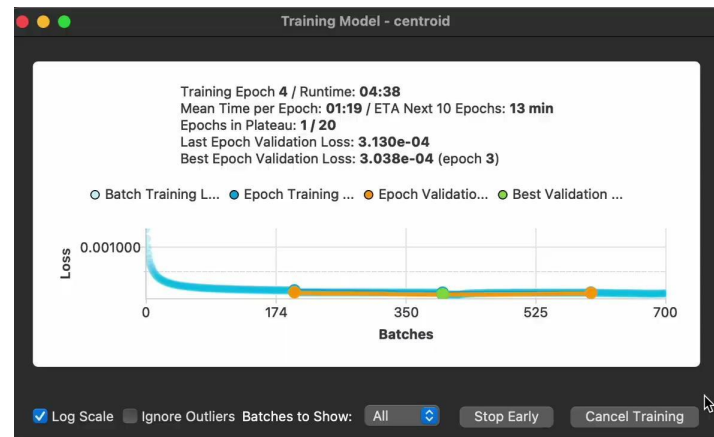 Training Model - centroid
Training Epoch 4 / Runtime: 04:38
Mean Time per Epoch: 01:19 / ETA Next 10 Epochs: 13 min
Epochs in Plateau: 1 / 20
Last Epoch Validation Loss: 3.130e-04
Best Epoch Validation Loss: 3.038e-04 (epoch 3)
Batch Training L... Epoch Training ... Epoch Validatio... Best Validation ...
0.001000
Loss
0 174 350 525 700
Batches
Log Scale Ignore Outliers Batches to Show: All Stop Early Cancel Training